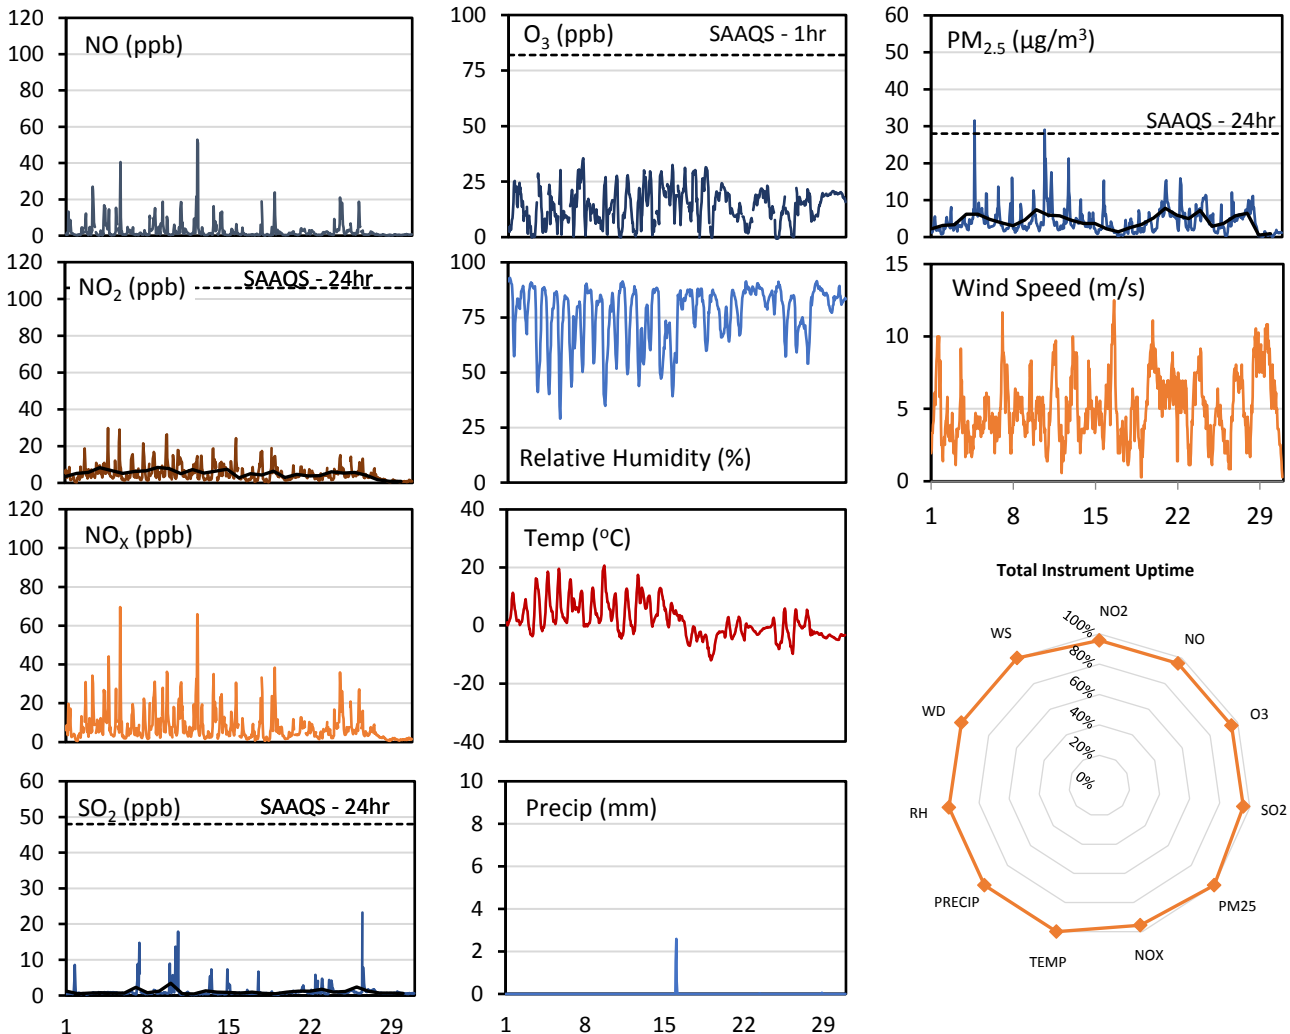 NO (ppb)
120
100
80
60
40
20
0
O3 (ppb)
SAAQS - 1hr
100
75
50
25
0
PM2.5 (µg/m³)
SAAQS - 24hr
60
50
40
30
20
10
0
NO2 (ppb)
SAAQS - 24hr
120
100
80
60
40
20
0
100
75
50
25
0
Relative Humidity (%)
Wind Speed (m/s)
15
10
5
0
1 8 15 22 29
NOX (ppb)
120
100
80
60
40
20
0
Temp (oC)
40
20
0
-20
-40
Total Instrument Uptime
NO2
NO
O3
SO2
PM25
NOX
TEMP
PRECIP
RH
WD
WS
100%
80%
60%
40%
20%
0%
SO2 (ppb)
SAAQS - 24hr
60
50
40
30
20
10
0
1 8 15 22 29
Precip (mm)
10
8
6
4
2
0
1 8 15 22 29